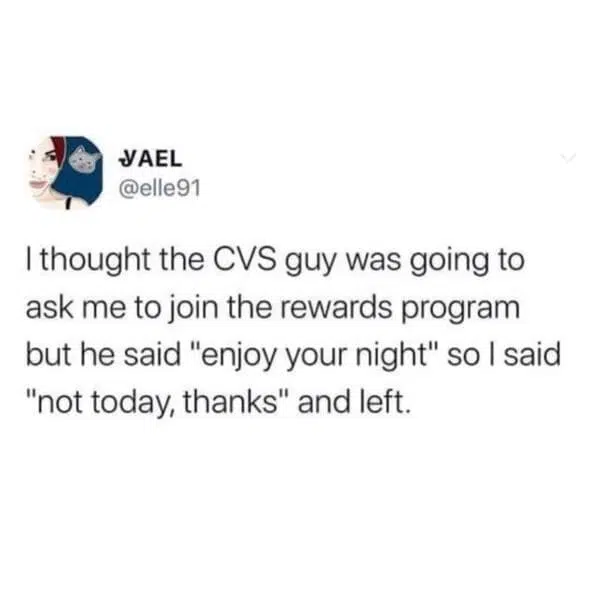 YAEL
@elle91
I thought the CVS guy was going to
ask me to join the rewards program
but he said "enjoy your night" so I said
"not today, thanks" and left.